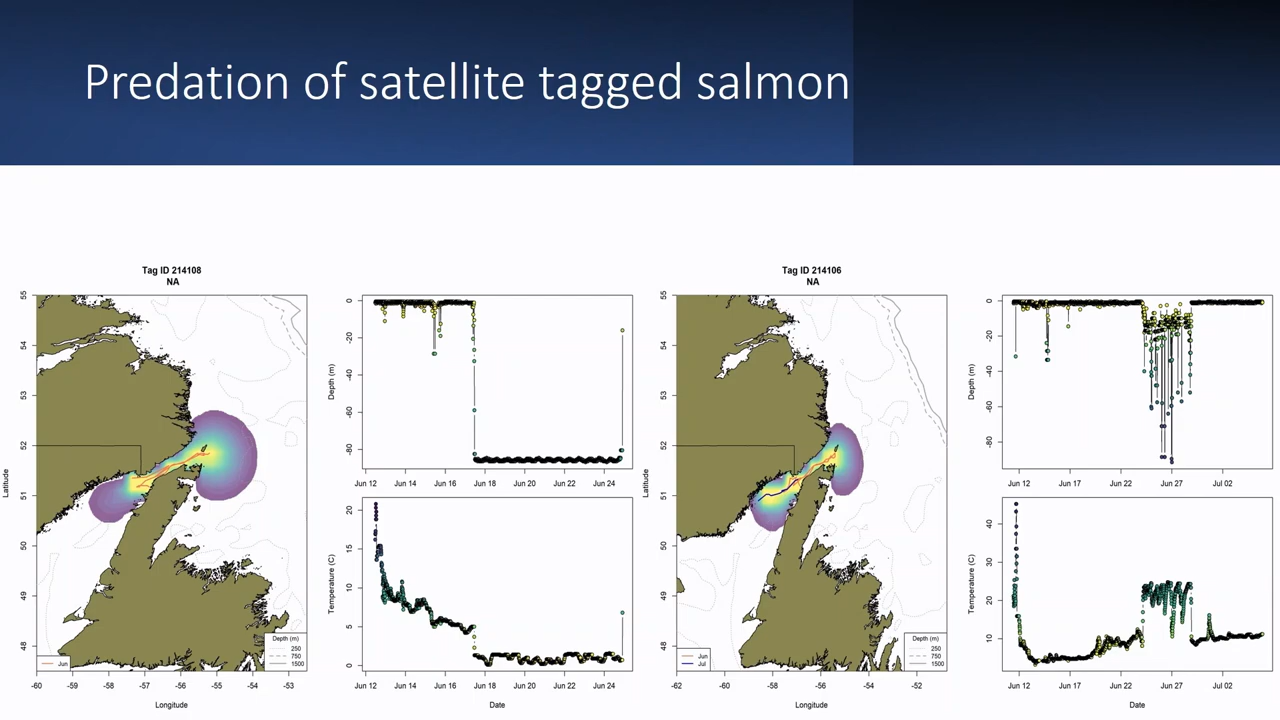 Predation of satellite tagged salmon
Tag ID 214108
NA
55
54
53
52
51
50
49
48
Latitude
-60
-59
-58
-57
-56
-55
-54
-53
Longitude
Jun
Depth (m)
250
750
1500
0
-20
-40
-60
-80
Depth (m)
Jun 12
Jun 14
Jun 16
Jun 18
Jun 20
Jun 22
Jun 24
20
15
10
5
0
Temperature (C)
Jun 12
Jun 14
Jun 16
Jun 18
Jun 20
Jun 22
Jun 24
Date
Tag ID 214106
NA
55
54
53
52
51
50
49
48
Latitude
-62
-60
-58
-56
-54
-52
Longitude
Jun
Jul
Depth (m)
250
750
1500
0
-20
-40
-60
-80
Depth (m)
Jun 12
Jun 17
Jun 22
Jun 27
Jul 02
40
30
20
10
Temperature (C)
Jun 12
Jun 17
Jun 22
Jun 27
Jul 02
Date